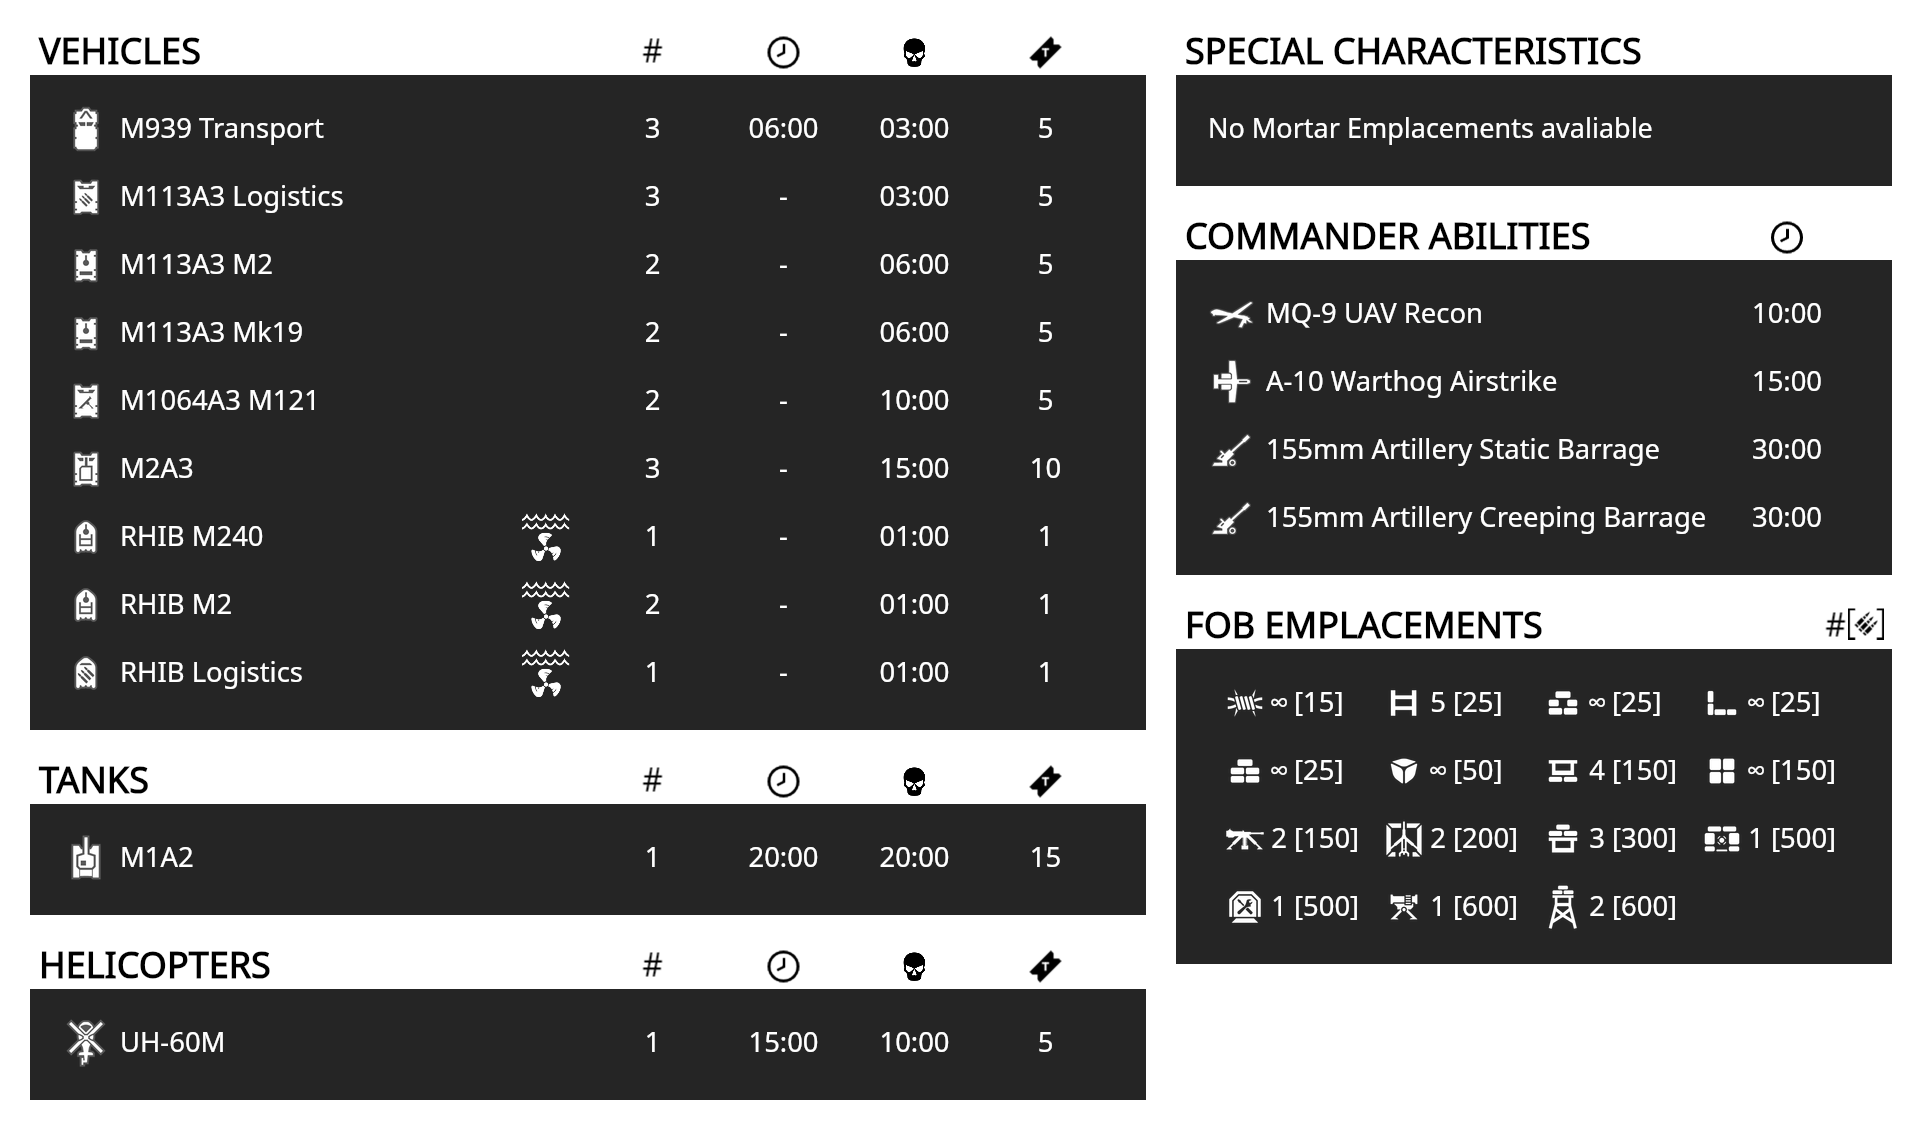 VEHICLES #
M939 Transport 3 06:00 03:00 5
M113A3 Logistics 3 - 03:00 5
M113A3 M2 2 - 06:00 5
M113A3 Mk19 2 - 06:00 5
M1064A3 M121 2 - 10:00 5
M2A3 3 - 15:00 10
RHIB M240 1 - 01:00 1
RHIB M2 2 - 01:00 1
RHIB Logistics 1 - 01:00 1
TANKS #
M1A2 1 20:00 20:00 15
HELICOPTERS #
UH-60M 1 15:00 10:00 5
SPECIAL CHARACTERISTICS
No Mortar Emplacements avaliable
COMMANDER ABILITIES
MQ-9 UAV Recon 10:00
A-10 Warthog Airstrike 15:00
155mm Artillery Static Barrage 30:00
155mm Artillery Creeping Barrage 30:00
FOB EMPLACEMENTS #[]
∞ [15] 5 [25] ∞ [25] ∞ [25]
∞ [25] ∞ [50] 4 [150] ∞ [150]
2 [150] 2 [200] 3 [300] 1 [500]
1 [500] 1 [600] 2 [600]